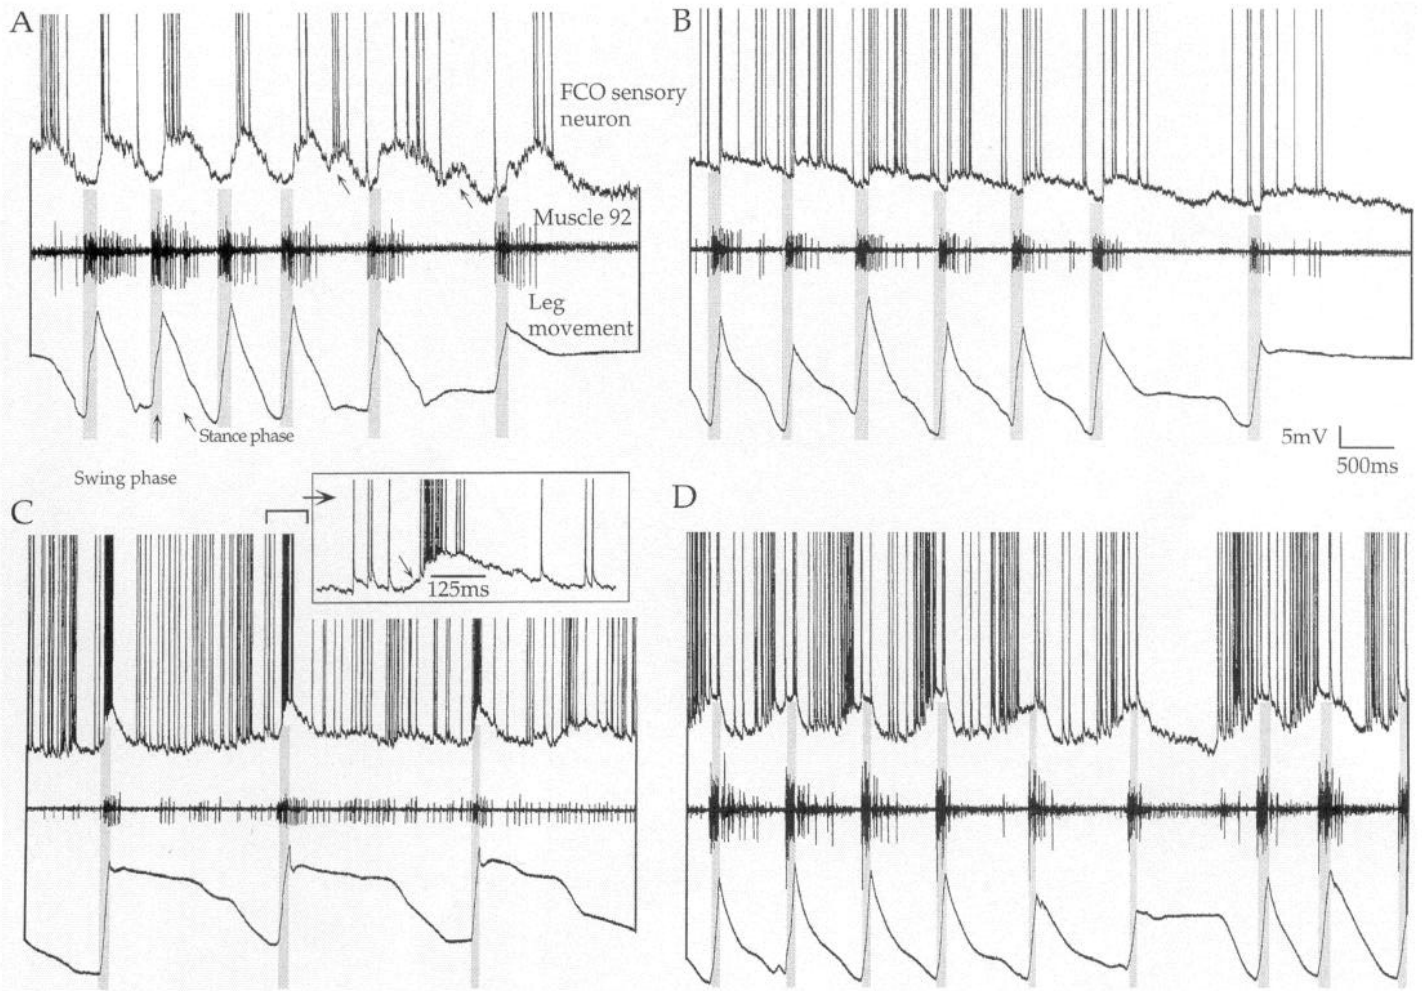 A
B
FCO sensory
neuron
Muscle 92
Leg
movement
Stance phase
5mV
500ms
Swing phase
C
D
125ms